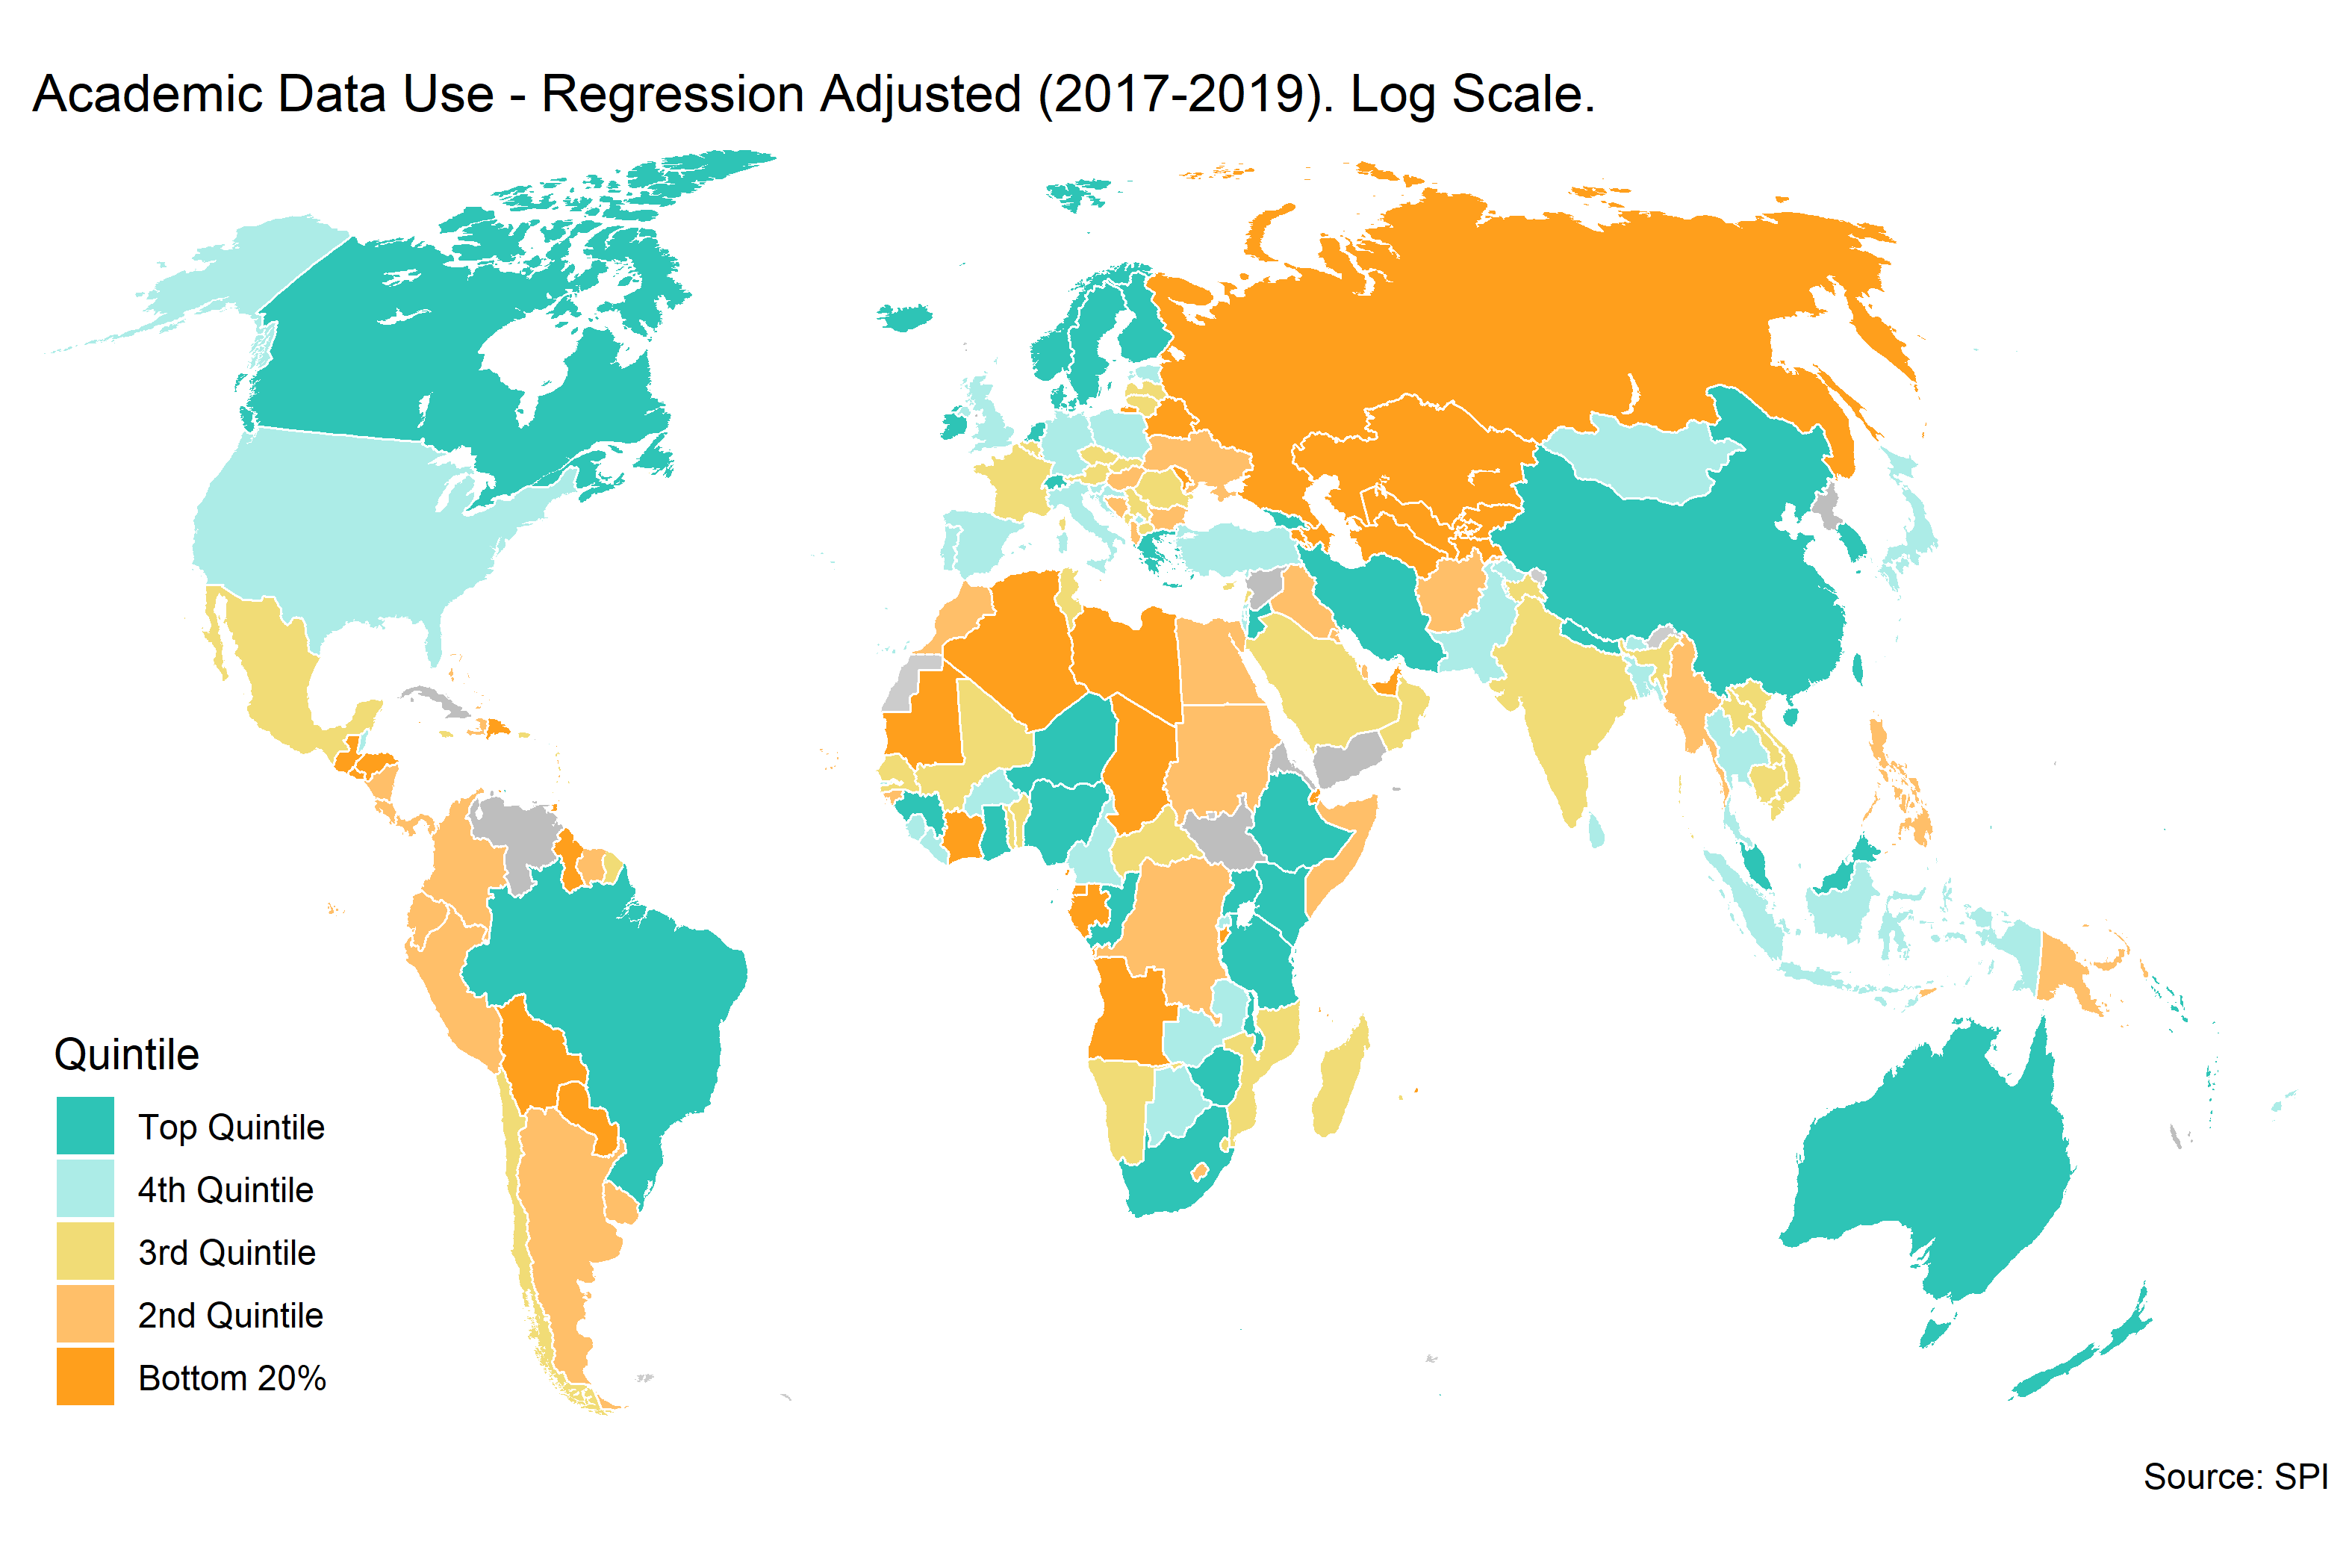 Academic Data Use - Regression Adjusted (2017-2019). Log Scale.
Quintile
Top Quintile
4th Quintile
3rd Quintile
2nd Quintile
Bottom 20%
Source: SPI